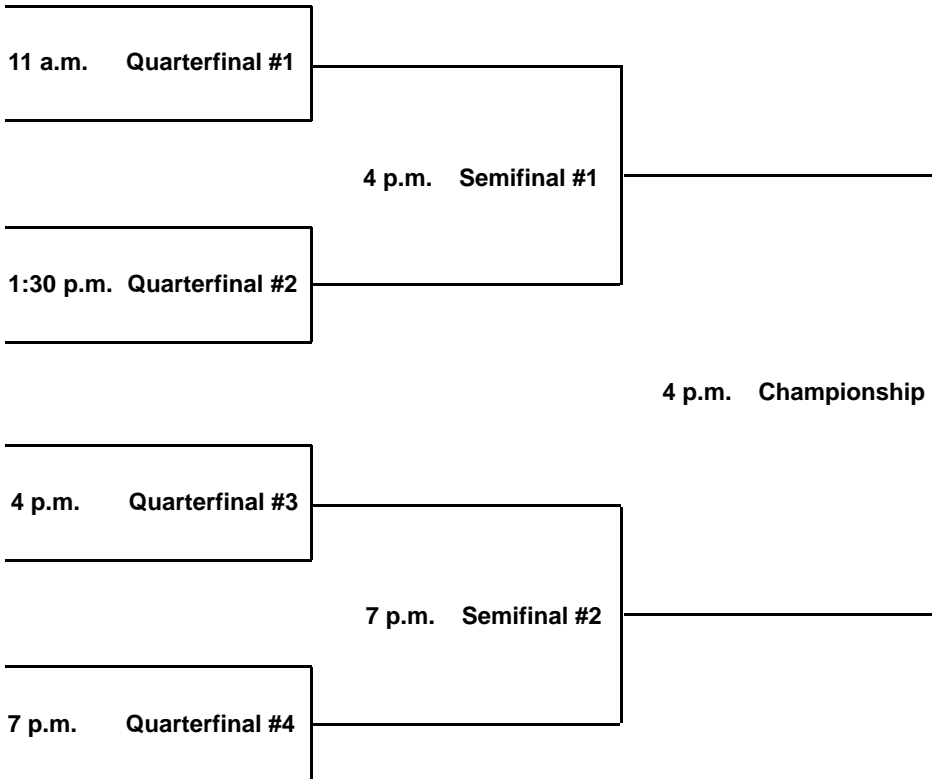 11 a.m. Quarterfinal #1
4 p.m. Semifinal #1
1:30 p.m. Quarterfinal #2
4 p.m. Championship
4 p.m. Quarterfinal #3
7 p.m. Semifinal #2
7 p.m. Quarterfinal #4